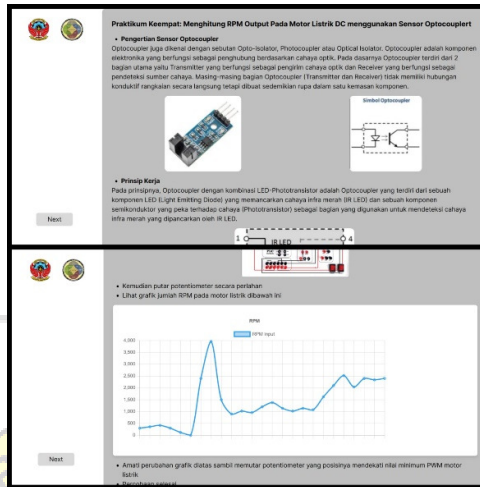 Praktikum Keempat: Menghitung RPM Output Pada Motor Listrik DC menggunakan Sensor Optocouplert
• Pengertian Sensor Optocoupler
Optocoupler juga dikenal dengan sebutan Opto-isolator, Photocoupler atau Optical Isolator. Optocoupler adalah komponen
elektronika yang berfungsi sebagai penghubung berdasarkan cahaya optik. Pada dasarnya Optocoupler terdiri dari 2
bagian utama yaitu Transmitter yang berfungsi sebagai pengirim cahaya optik dan Receiver yang berfungsi sebagai
pendeteksi sumber cahaya. Masing-masing bagian Optocoupler (Transmitter dan Receiver) tidak memiliki hubungan
konduktif rangkaian secara langsung tetapi dibuat sedemikian rupa dalam satu kemasan komponen.
Simbol Optocoupler
• Prinsip Kerja
Pada prinsipnya, Optocoupler dengan kombinasi LED-Phototransistor adalah Optocoupler yang terdiri dari sebuah
komponen LED (Light Emitting Diode) yang memancarkan cahaya infra merah (IR LED) dan sebuah komponen
semikonduktor yang peka terhadap cahaya (Phototransistor) sebagai bagian yang digunakan untuk mendeteksi cahaya
infra merah yang dipancarkan oleh IR LED.
Next
1 IR LED 4
• Kemudian putar potentiometer secara perlahan
• Lihat grafik jumlah RPM pada motor listrik dibawah ini
RPM
RPM Input
4,000
3,500
3,000
2,500
2,000
1,500
1,000
500
0
Next
• Amati perubahan grafik diatas sambil memutar potentiometer yang posisinya mendekati nilai minimum PWM motor
listrik
• Percobaan selesai